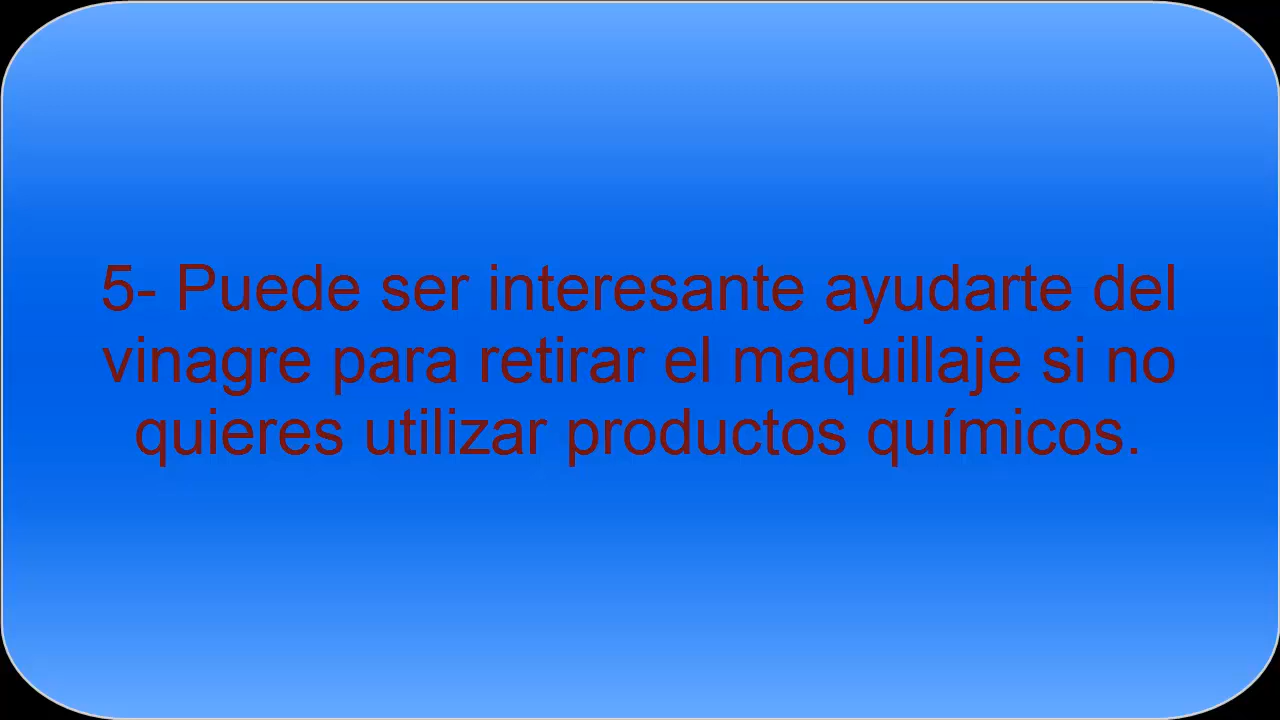 5- Puede ser interesante ayudarte del
vinagre para retirar el maquillaje si no
quieres utilizar productos químicos.